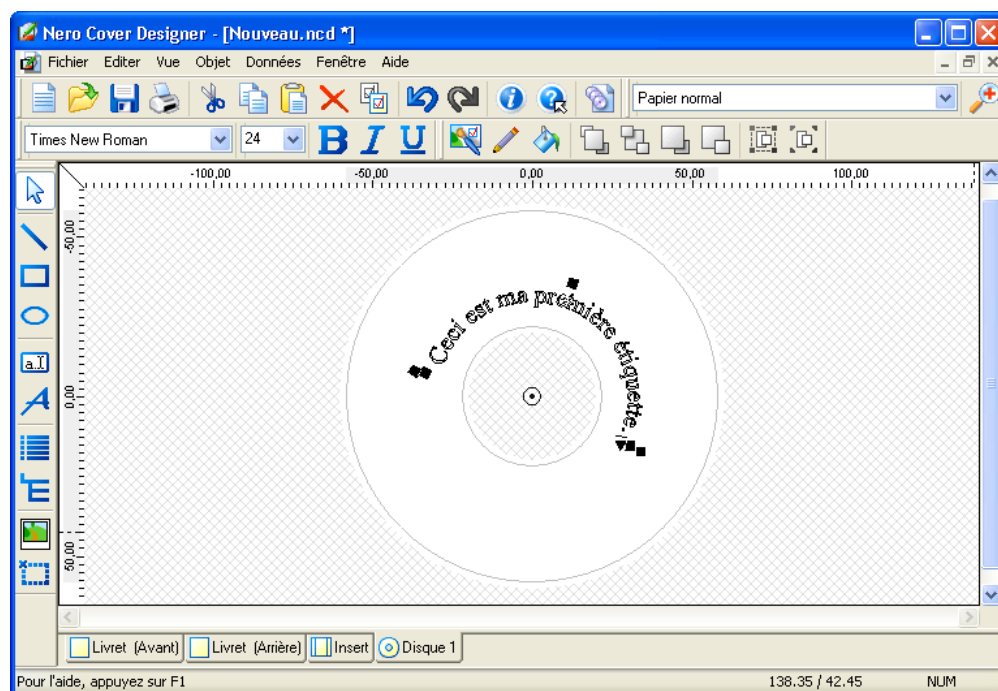 Nero Cover Designer - [Nouveau.ncd *]
Fichier Editer Vue Objet Données Fenêtre Aide
Papier normal
Times New Roman 24 B I U
-100,00 -50,00 0,00 50,00 100,00
-50,00
0,00
50,00
a.I
Ceci est ma première étiquette.
Livret (Avant) Livret (Arrière) Insert Disque 1
Pour l'aide, appuyez sur F1 138.35 / 42.45 NUM